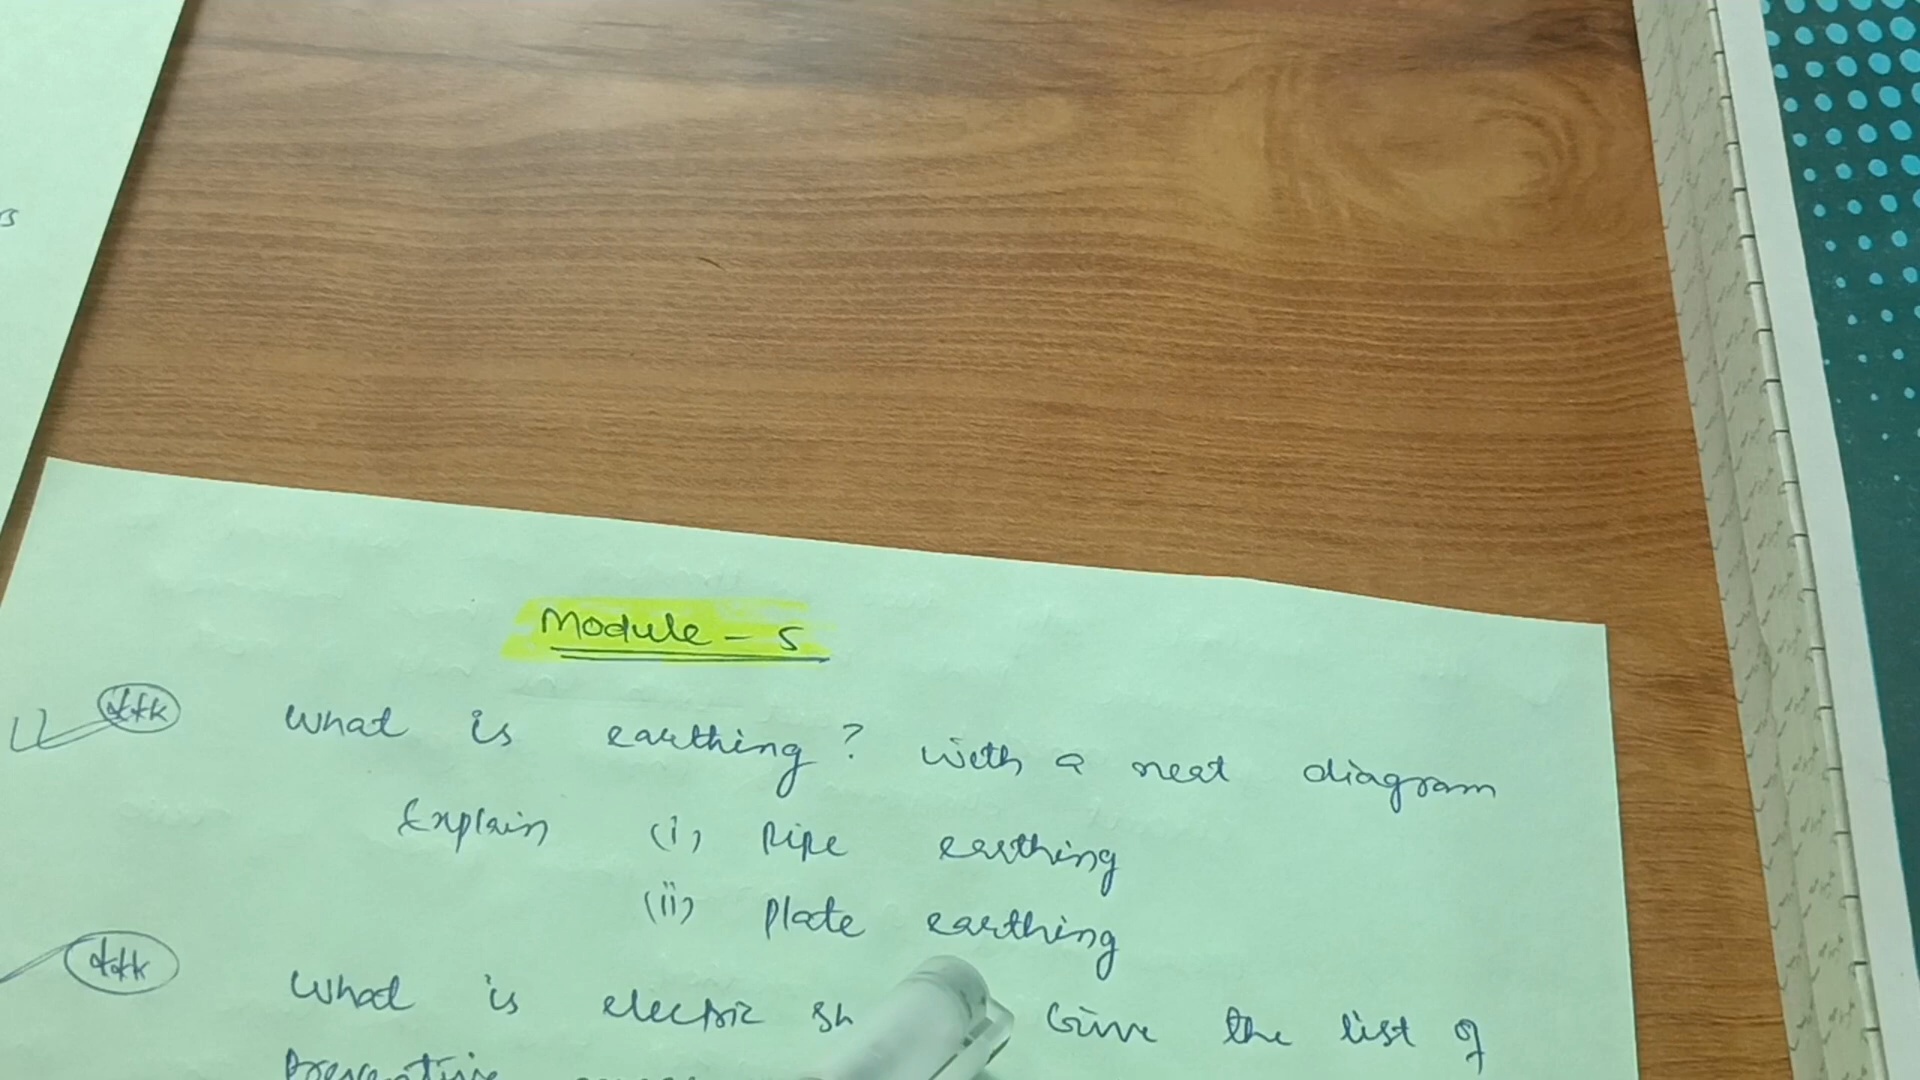 Module - 5
*** What is earthing? With a neat diagram
Explain (i) Pipe earthing
(ii) Plate earthing
*** What is electric Give the list of